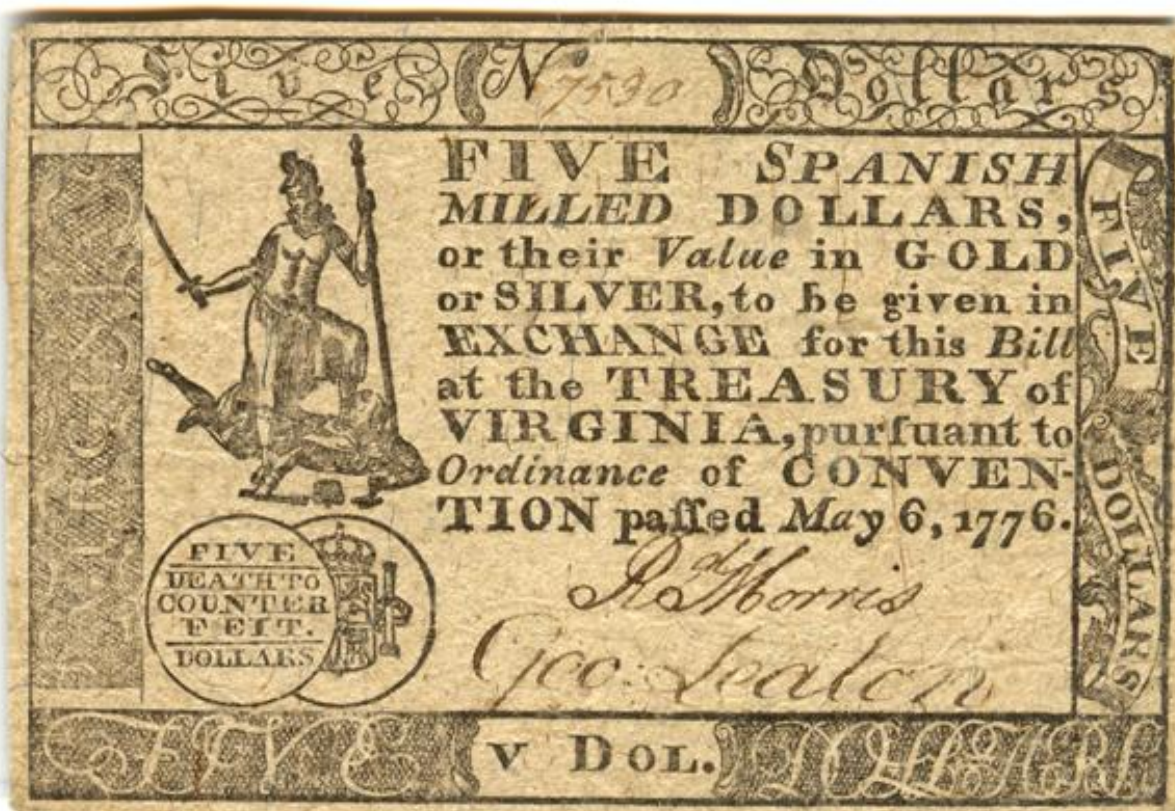 Five N 7530 Dollars
FIVE SPANISH
MILLED DOLLARS,
or their Value in GOLD
or SILVER, to be given in
EXCHANGE for this Bill
at the TREASURY of
VIRGINIA, purſuant to
Ordinance of CONVEN-
TION paſſed May 6, 1776.
Rd. Morris
Geo: Seaton
VIRGINIA
FIVE
DEATH TO
COUNTER
FEIT.
DOLLARS
FIVE DOLLARS
FIVE V DOL. DOLLARS